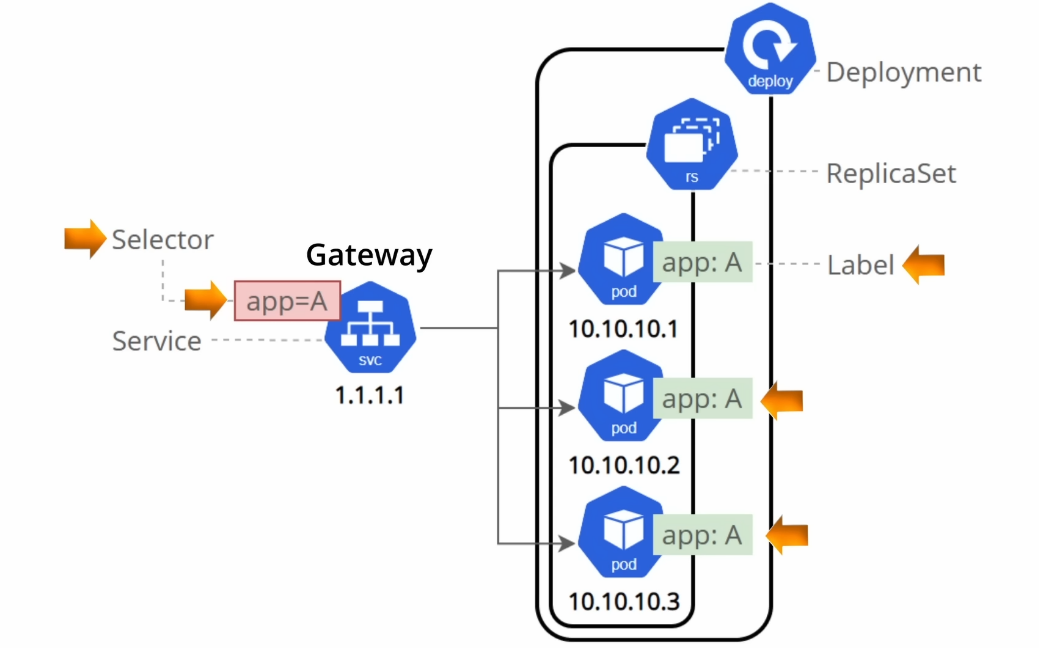 deploy
Deployment
rs
ReplicaSet
Selector
Gateway
app: A
Label
pod
app=A
Service
svc
10.10.10.1
1.1.1.1
app: A
pod
10.10.10.2
app: A
pod
10.10.10.3